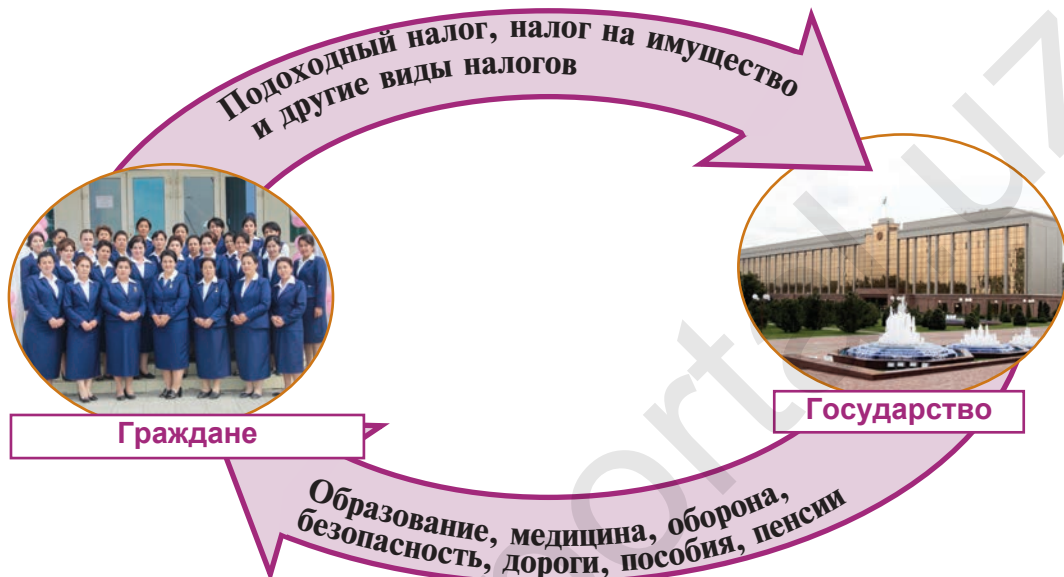 Подоходный налог, налог на имущество
и другие виды налогов
Граждане
Государство
Образование, медицина, оборона,
безопасность, дороги, пособия, пенсии